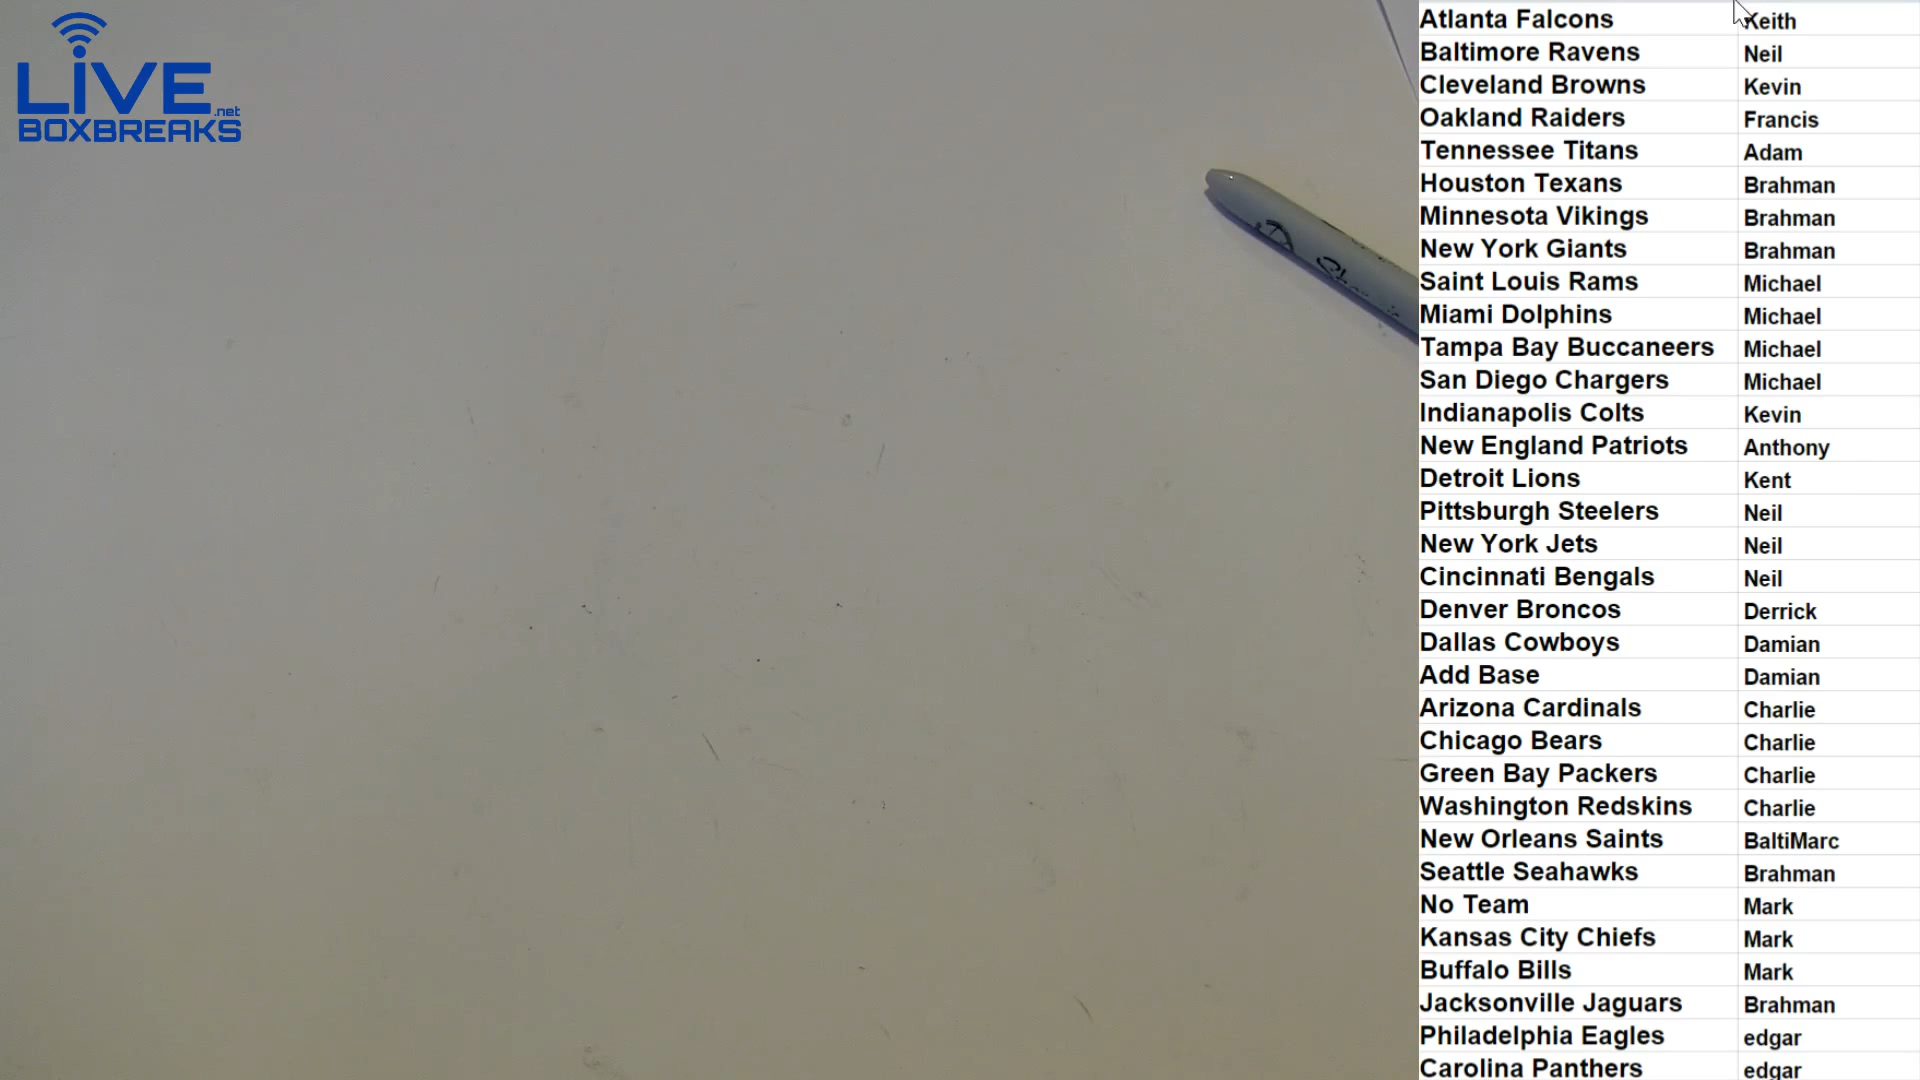 LiVE.net
BOXBREAKS
Atlanta Falcons Keith
Baltimore Ravens Neil
Cleveland Browns Kevin
Oakland Raiders Francis
Tennessee Titans Adam
Houston Texans Brahman
Minnesota Vikings Brahman
New York Giants Brahman
Saint Louis Rams Michael
Miami Dolphins Michael
Tampa Bay Buccaneers Michael
San Diego Chargers Michael
Indianapolis Colts Kevin
New England Patriots Anthony
Detroit Lions Kent
Pittsburgh Steelers Neil
New York Jets Neil
Cincinnati Bengals Neil
Denver Broncos Derrick
Dallas Cowboys Damian
Add Base Damian
Arizona Cardinals Charlie
Chicago Bears Charlie
Green Bay Packers Charlie
Washington Redskins Charlie
New Orleans Saints BaltiMarc
Seattle Seahawks Brahman
No Team Mark
Kansas City Chiefs Mark
Buffalo Bills Mark
Jacksonville Jaguars Brahman
Philadelphia Eagles edgar
Carolina Panthers edgar